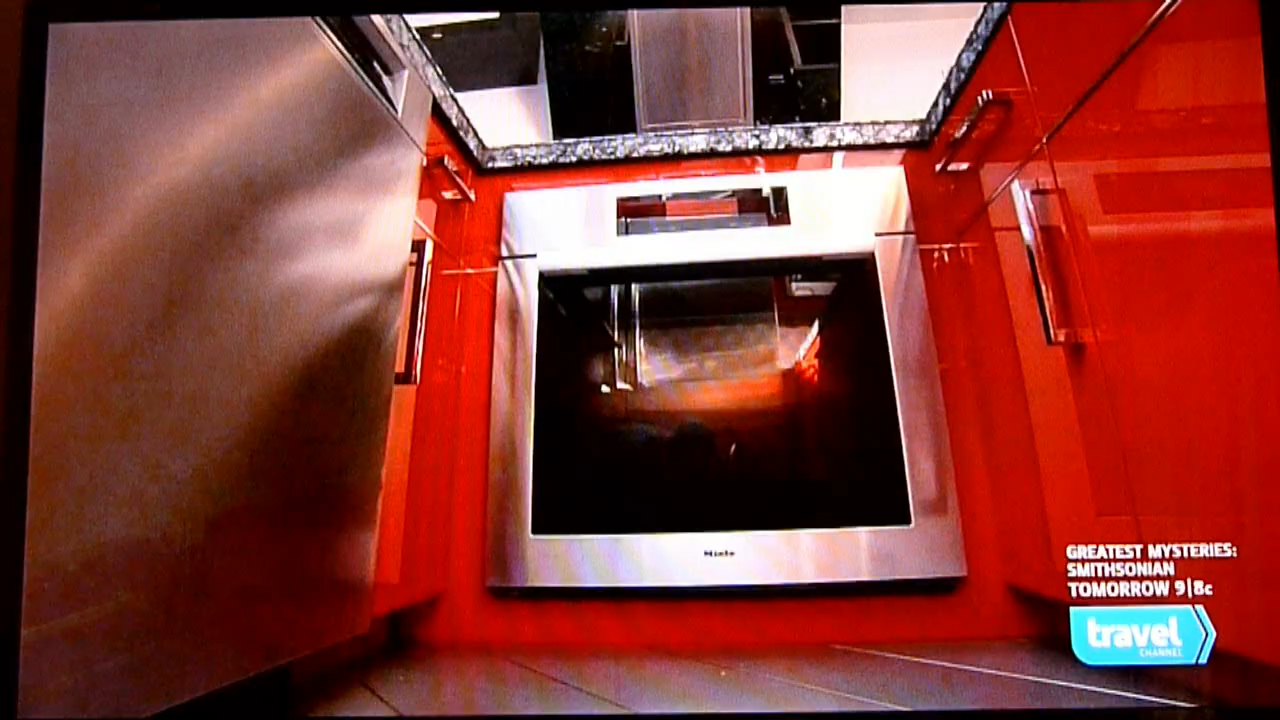 Miele
GREATEST MYSTERIES:
SMITHSONIAN
TOMORROW 9|8c
travel
CHANNEL